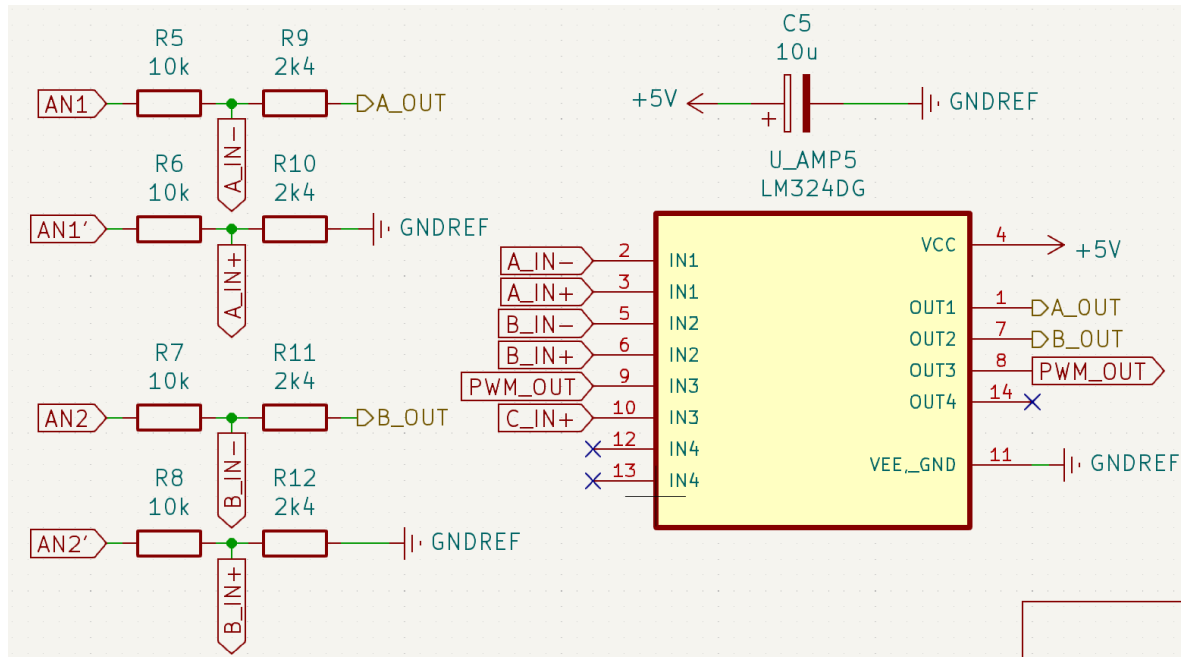 R5
10k
R9
2k4
AN1
A_OUT
A_IN-
R6
10k
R10
2k4
AN1'
GNDREF
A_IN+
R7
10k
R11
2k4
AN2
B_OUT
B_IN-
R8
10k
R12
2k4
AN2'
GNDREF
B_IN+
C5
10u
+5V
+
GNDREF
U_AMP5
LM324DG
A_IN- 2 IN1
A_IN+ 3 IN1
B_IN- 5 IN2
B_IN+ 6 IN2
PWM_OUT 9 IN3
C_IN+ 10 IN3
12 IN4
13 IN4
VCC 4 +5V
OUT1 1 A_OUT
OUT2 7 B_OUT
OUT3 8 PWM_OUT
OUT4 14
VEE,_GND 11 GNDREF